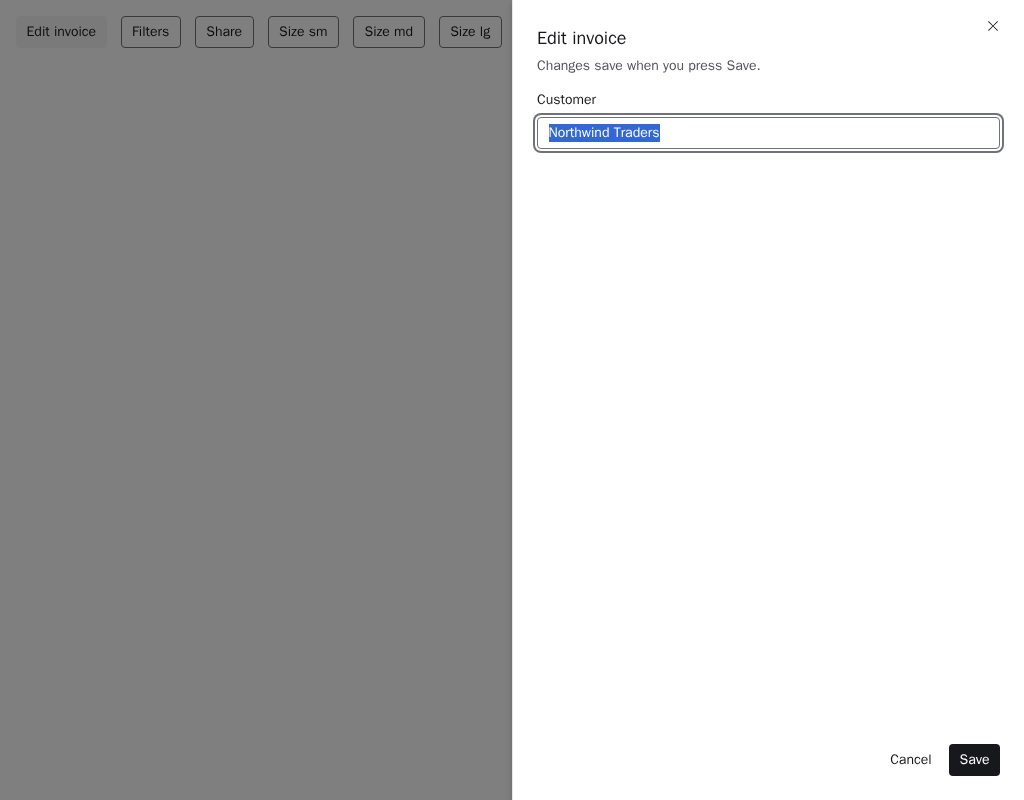 Edit invoice Filters Share Size sm Size md Size lg
Edit invoice
Changes save when you press Save.
Customer
Northwind Traders
Cancel Save